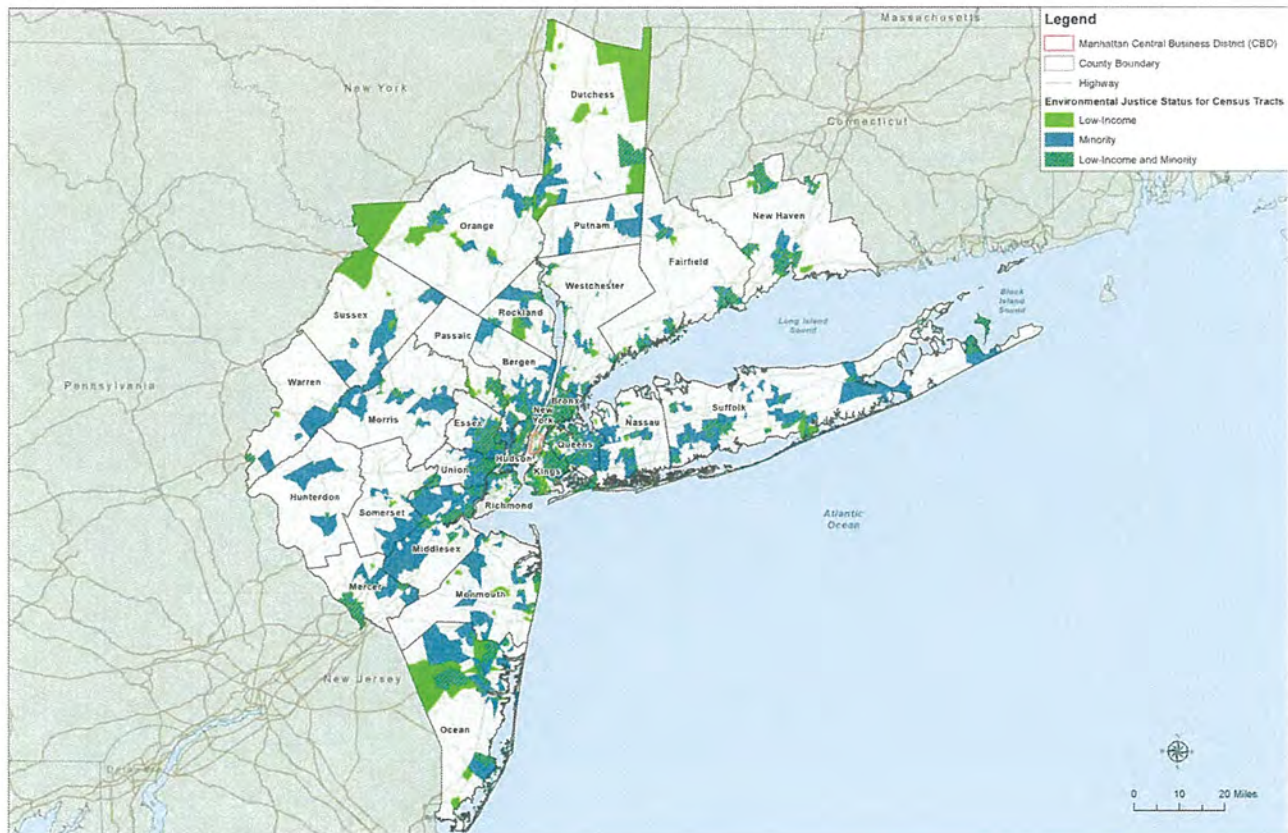 Massachusetts
New York
Connecticut
Pennsylvania
New Jersey
Legend
Manhattan Central Business District (CBD)
County Boundary
Highway
Environmental Justice Status for Census Tracts
Low-Income
Minority
Low-Income and Minority
Dutchess
Orange
Putnam
New Haven
Fairfield
Westchester
Rockland
Sussex
Passaic
Bergen
Warren
Morris
Essex
Bronx
New
York
Queens
Nassau
Suffolk
Hudson
Kings
Union
Richmond
Hunterdon
Somerset
Middlesex
Mercer
Monmouth
Ocean
Long Island
Sound
Block
Island
Sound
Atlantic
Ocean
0 10 20 Miles